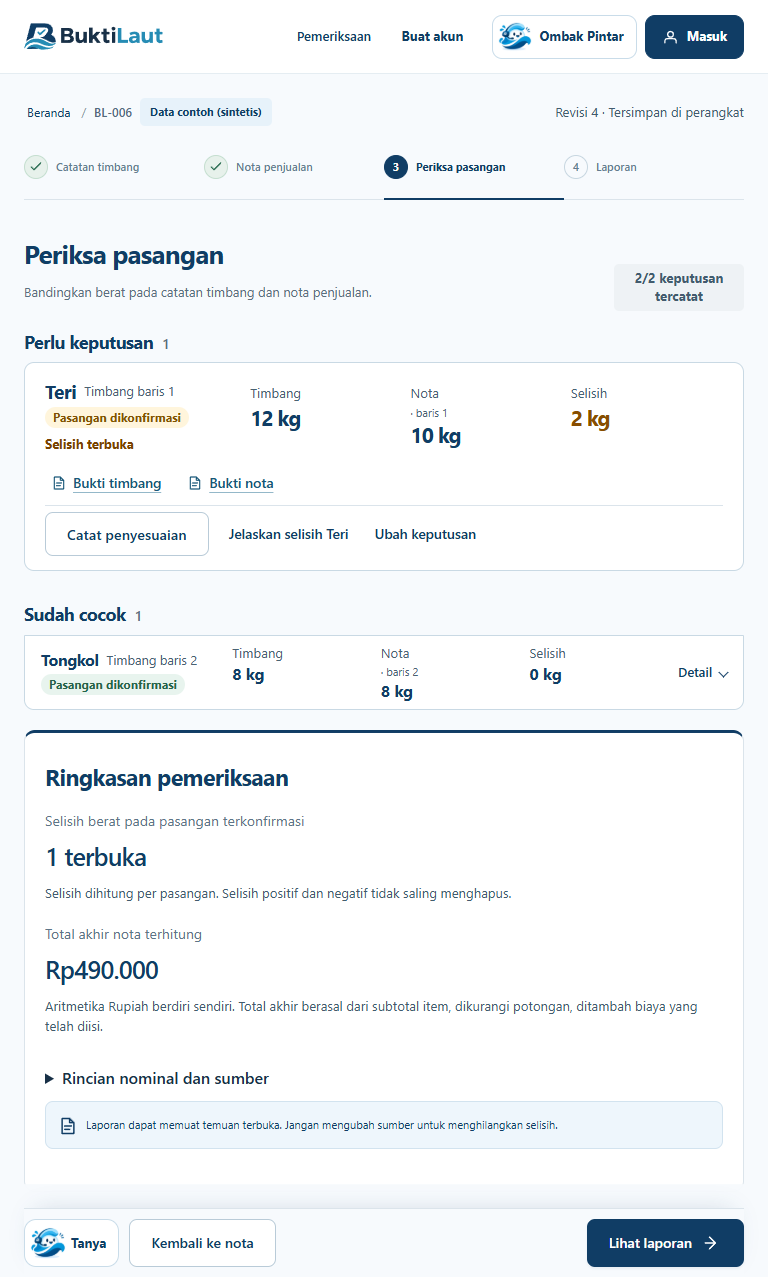 BuktiLaut
Pemeriksaan
Buat akun
Ombak Pintar
Masuk
Beranda / BL-006 Data contoh (sintetis)
Revisi 4 · Tersimpan di perangkat
Catatan timbang
Nota penjualan
3 Periksa pasangan
4 Laporan
Periksa pasangan
Bandingkan berat pada catatan timbang dan nota penjualan.
2/2 keputusan
tercatat
Perlu keputusan 1
Teri Timbang baris 1
Pasangan dikonfirmasi
Selisih terbuka
Timbang
12 kg
Nota
· baris 1
10 kg
Selisih
2 kg
Bukti timbang
Bukti nota
Catat penyesuaian
Jelaskan selisih Teri
Ubah keputusan
Sudah cocok 1
Tongkol Timbang baris 2
Pasangan dikonfirmasi
Timbang
8 kg
Nota
· baris 2
8 kg
Selisih
0 kg
Detail
Ringkasan pemeriksaan
Selisih berat pada pasangan terkonfirmasi
1 terbuka
Selisih dihitung per pasangan. Selisih positif dan negatif tidak saling menghapus.
Total akhir nota terhitung
Rp490.000
Aritmetika Rupiah berdiri sendiri. Total akhir berasal dari subtotal item, dikurangi potongan, ditambah biaya yang
telah diisi.
Rincian nominal dan sumber
Laporan dapat memuat temuan terbuka. Jangan mengubah sumber untuk menghilangkan selisih.
Tanya
Kembali ke nota
Lihat laporan